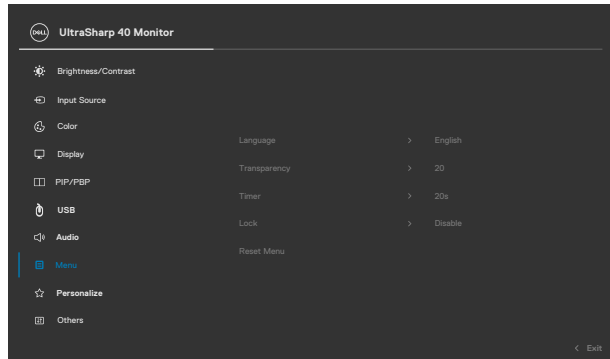 DELL UltraSharp 40 Monitor
Brightness/Contrast
Input Source
Color
Display
PIP/PBP
USB
Audio
Menu
Personalize
Others
Language > English
Transparency > 20
Timer > 20s
Lock > Disable
Reset Menu
< Exit